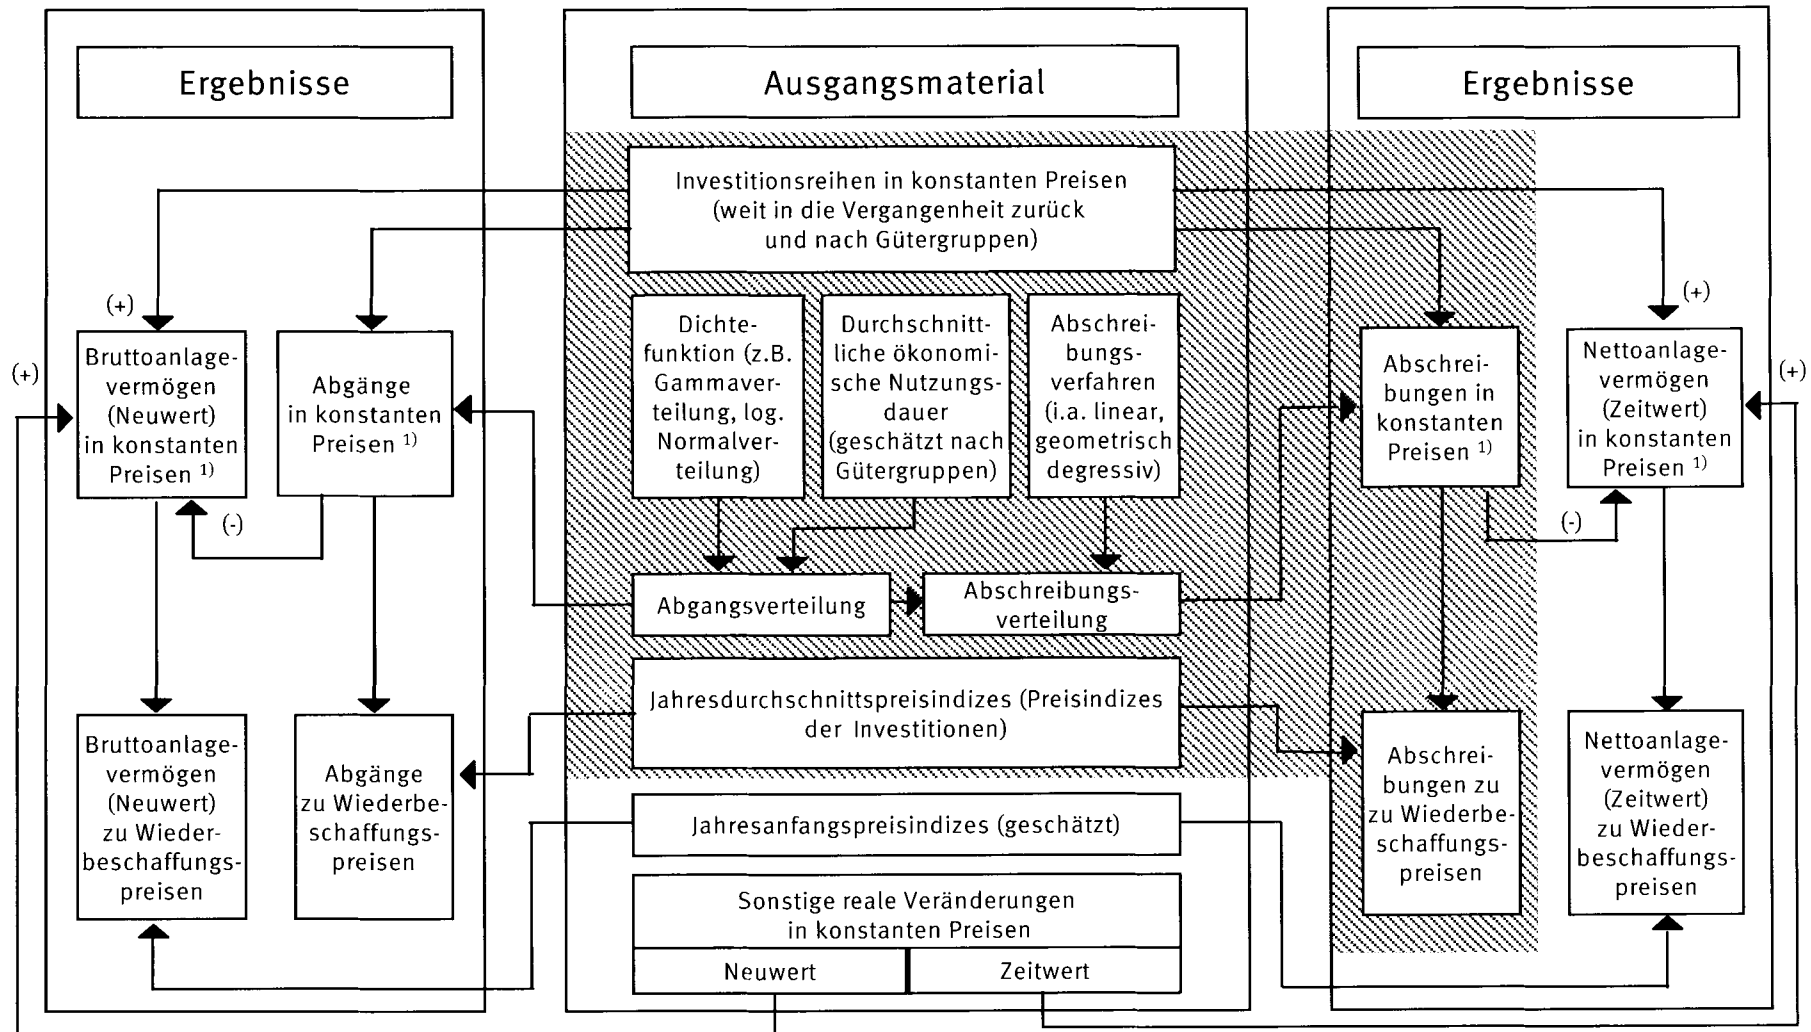 Ergebnisse
Ausgangsmaterial
Ergebnisse
Investitionsreihen in konstanten Preisen
(weit in die Vergangenheit zurück
und nach Gütergruppen)
(+)
(+)
(+)
Bruttoanlage-
vermögen
(Neuwert)
in konstanten
Preisen 1)
(-)
Abgänge
in konstanten
Preisen 1)
Dichte-
funktion (z.B.
Gammaver-
teilung, log.
Normalver-
teilung)
Durchschnitt-
liche ökonomi-
sche Nutzungs-
dauer
(geschätzt nach
Gütergruppen)
Abschrei-
bungs-
verfahren
(i.a. linear,
geometrisch
degressiv)
Abschrei-
bungen in
konstanten
Preisen 1)
(-)
Nettoanlage-
vermögen
(Zeitwert)
in konstanten
Preisen 1)
(+)
Abgangsverteilung
Abschreibungs-
verteilung
Jahresdurchschnittspreisindizes (Preisindizes
der Investitionen)
Bruttoanlage-
vermögen
(Neuwert)
zu Wieder-
beschaffungs-
preisen
Abgänge
zu Wiederbe-
schaffungs-
preisen
Jahresanfangspreisindizes (geschätzt)
Abschrei-
bungen zu
zu Wiederbe-
schaffungs-
preisen
Nettoanlage-
vermögen
(Zeitwert)
zu Wieder-
beschaffungs-
preisen
Sonstige reale Veränderungen
in konstanten Preisen
Neuwert
Zeitwert